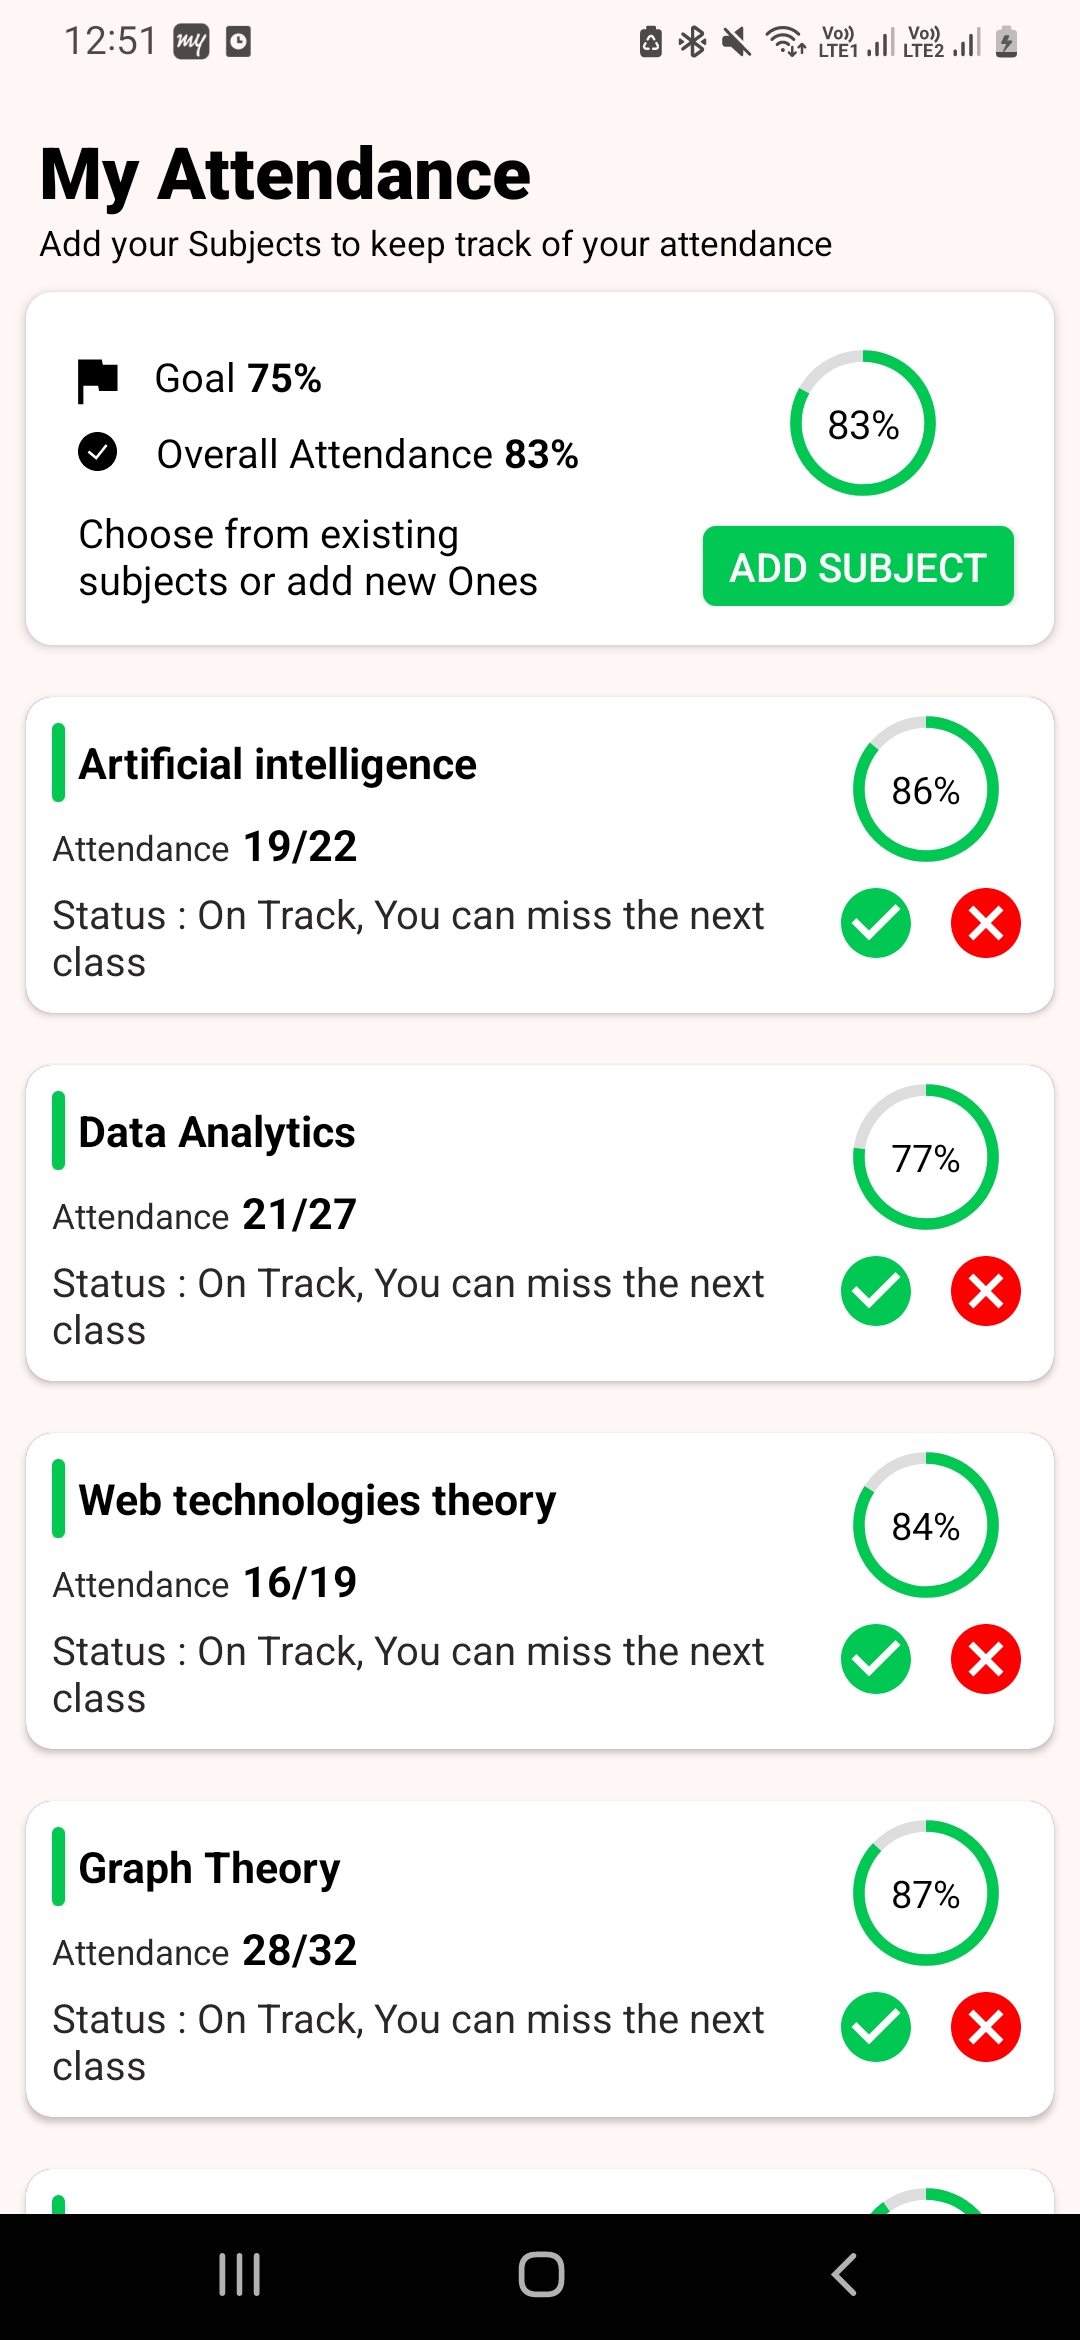 12:51 my Vo)) LTE1 Vo)) LTE2
My Attendance
Add your Subjects to keep track of your attendance
Goal 75%
83%
Overall Attendance 83%
Choose from existing
subjects or add new Ones
ADD SUBJECT
Artificial intelligence
86%
Attendance 19/22
Status : On Track, You can miss the next
class
Data Analytics
77%
Attendance 21/27
Status : On Track, You can miss the next
class
Web technologies theory
84%
Attendance 16/19
Status : On Track, You can miss the next
class
Graph Theory
87%
Attendance 28/32
Status : On Track, You can miss the next
class